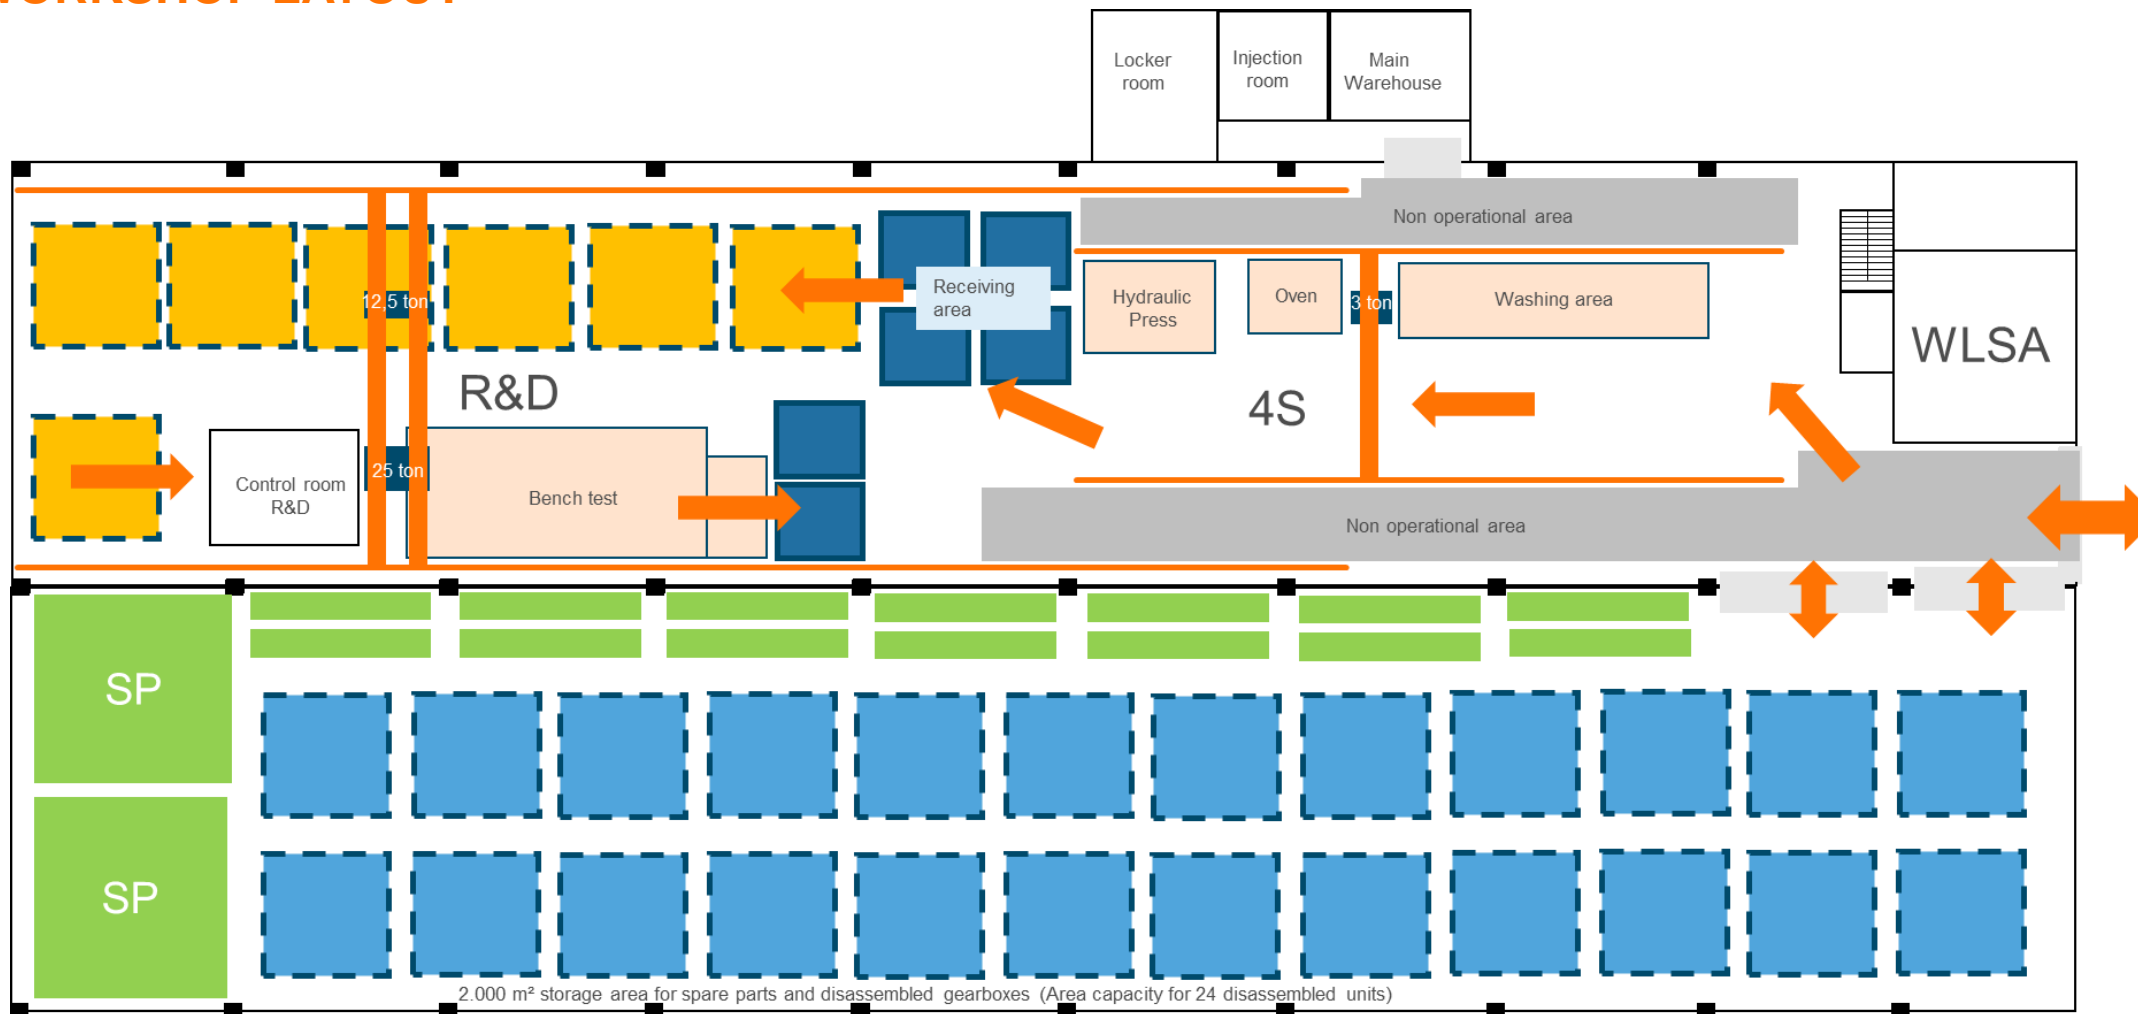 WORKSHOP LAYOUT
Locker
room
Injection
room
Main
Warehouse
Non operational area
12,5 ton
Receiving
area
Hydraulic
Press
Oven
3 ton
Washing area
WLSA
R&D
4S
Control room
R&D
25 ton
Bench test
Non operational area
SP
SP
2.000 m² storage area for spare parts and disassembled gearboxes (Area capacity for 24 disassembled units)